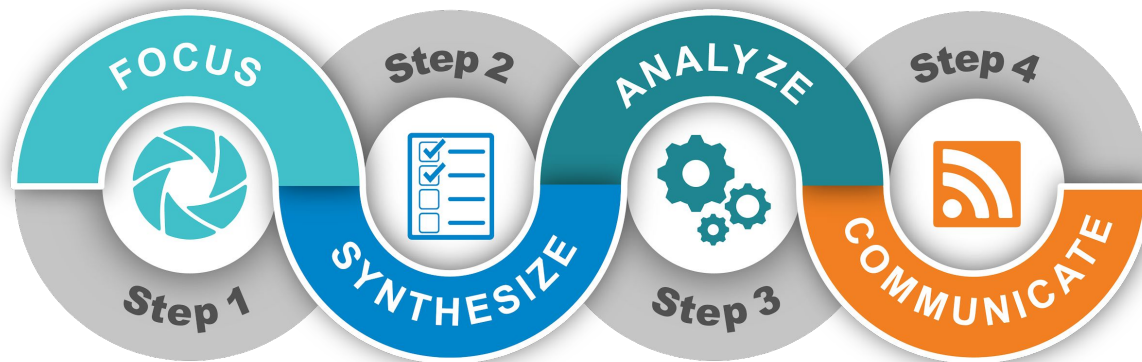 FOCUS
Step 1
Step 2
SYNTHESIZE
ANALYZE
Step 3
Step 4
COMMUNICATE